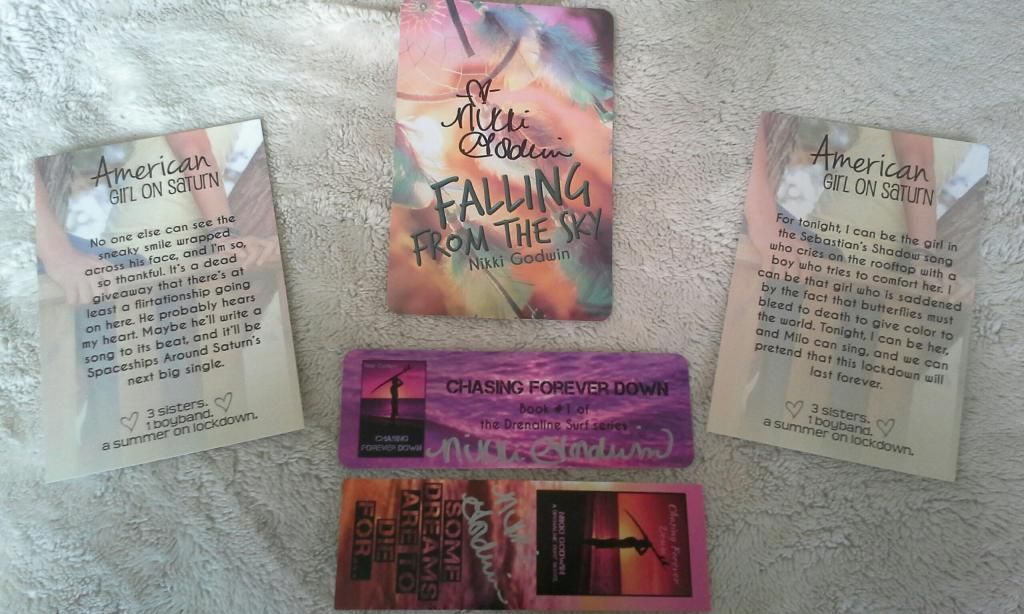 American
GIRL ON SATURN
No one else can see the
sneaky smile wrapped
across his face, and I'm so,
so thankful. It's a dead
giveaway that there's at
least a flirtationship going
on here. He probably hears
my heart. Maybe he'll write a
song to its beat, and it'll be
Spaceships Around Saturn's
next big single.
3 sisters.
1 boyband.
a summer on lockdown.
Nikki
Godwin
FALLING
FROM THE SKY
Nikki Godwin
CHASING FOREVER DOWN
Book #1 of
the Drenaline Surf series
Nikki Godwin
CHASING
FOREVER DOWN
SOME
DREAMS
ARE TO
DIE
FOR
Nikki
Godwin
Chasing Forever
Down
NIKKI GODWIN
A DRENALINE SURF NOVEL
American
GIRL ON SATURN
For tonight, I can be the girl in
the Sebastian's Shadow song
who cries on the rooftop with a
boy who tries to comfort her. I
can be that girl who is saddened
by the fact that butterflies must
bleed to death to give color to
the world. Tonight, I can be her,
and Milo can sing, and we can
pretend that this lockdown will
last forever.
3 sisters.
1 boyband.
a summer on lockdown.